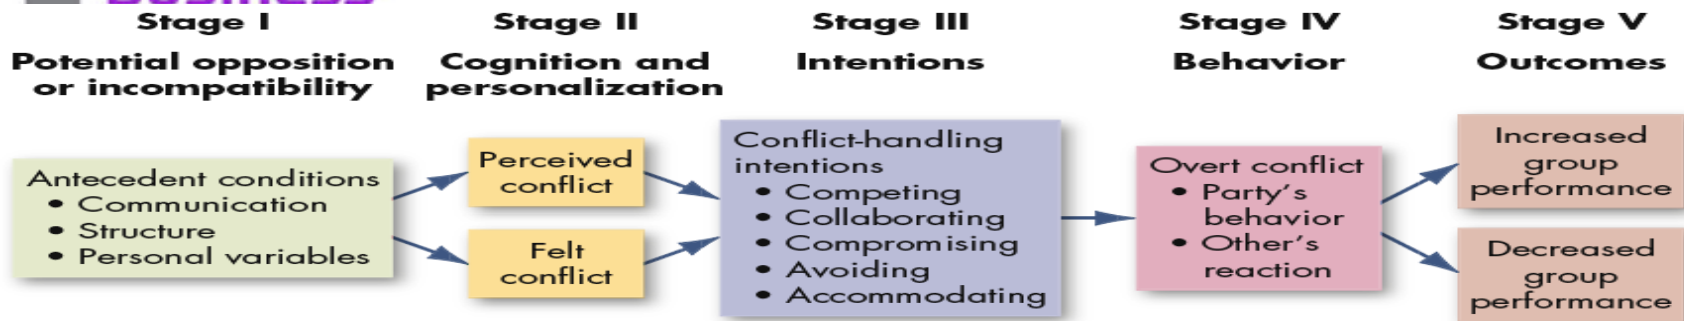 Stage I
Potential opposition
or incompatibility
Antecedent conditions
• Communication
• Structure
• Personal variables
Stage II
Cognition and
personalization
Perceived
conflict
Felt
conflict
Stage III
Intentions
Conflict-handling
intentions
• Competing
• Collaborating
• Compromising
• Avoiding
• Accommodating
Stage IV
Behavior
Overt conflict
• Party's
behavior
• Other's
reaction
Stage V
Outcomes
Increased
group
performance
Decreased
group
performance